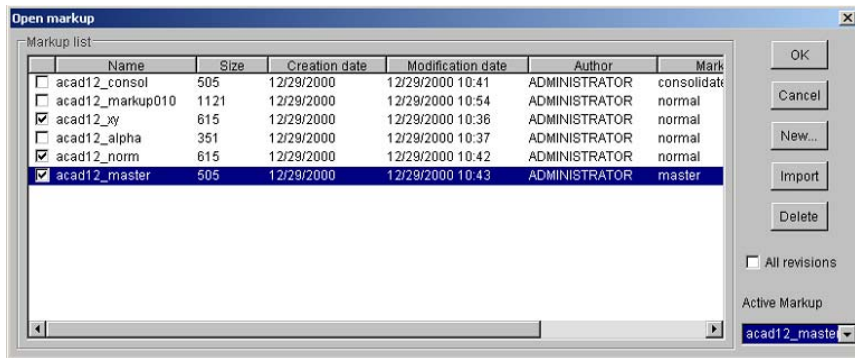 Open markup
Markup list
Name Size Creation date Modification date Author Mark
acad12_consol 505 12/29/2000 12/29/2000 10:41 ADMINISTRATOR consolidate
acad12_markup010 1121 12/29/2000 12/29/2000 10:54 ADMINISTRATOR normal
acad12_xy 615 12/29/2000 12/29/2000 10:36 ADMINISTRATOR normal
acad12_alpha 351 12/29/2000 12/29/2000 10:37 ADMINISTRATOR normal
acad12_norm 615 12/29/2000 12/29/2000 10:42 ADMINISTRATOR normal
acad12_master 505 12/29/2000 12/29/2000 10:43 ADMINISTRATOR master
OK
Cancel
New...
Import
Delete
All revisions
Active Markup
acad12_master